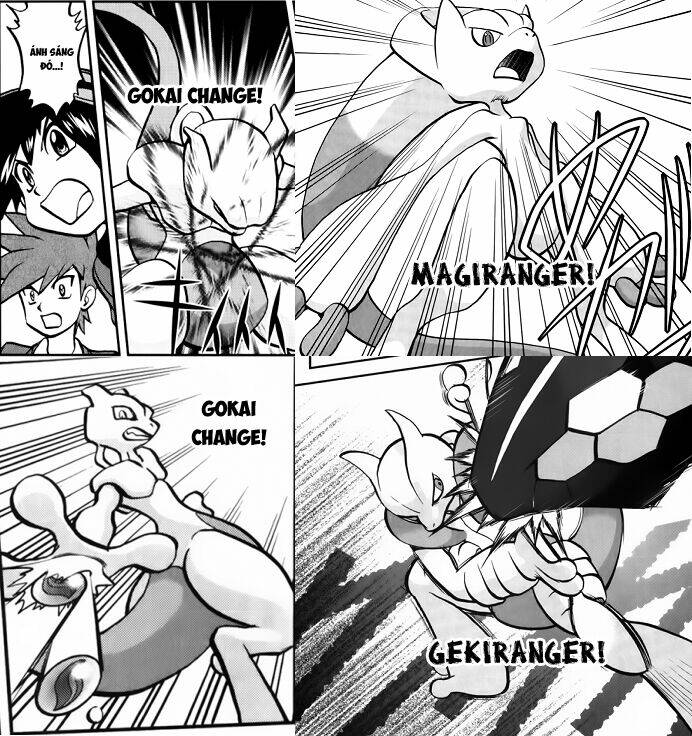 ÁNH SÁNG
ĐÓ...!
GOKAI CHANGE!
MAGIRANGER!
GOKAI
CHANGE!
GEKIRANGER!